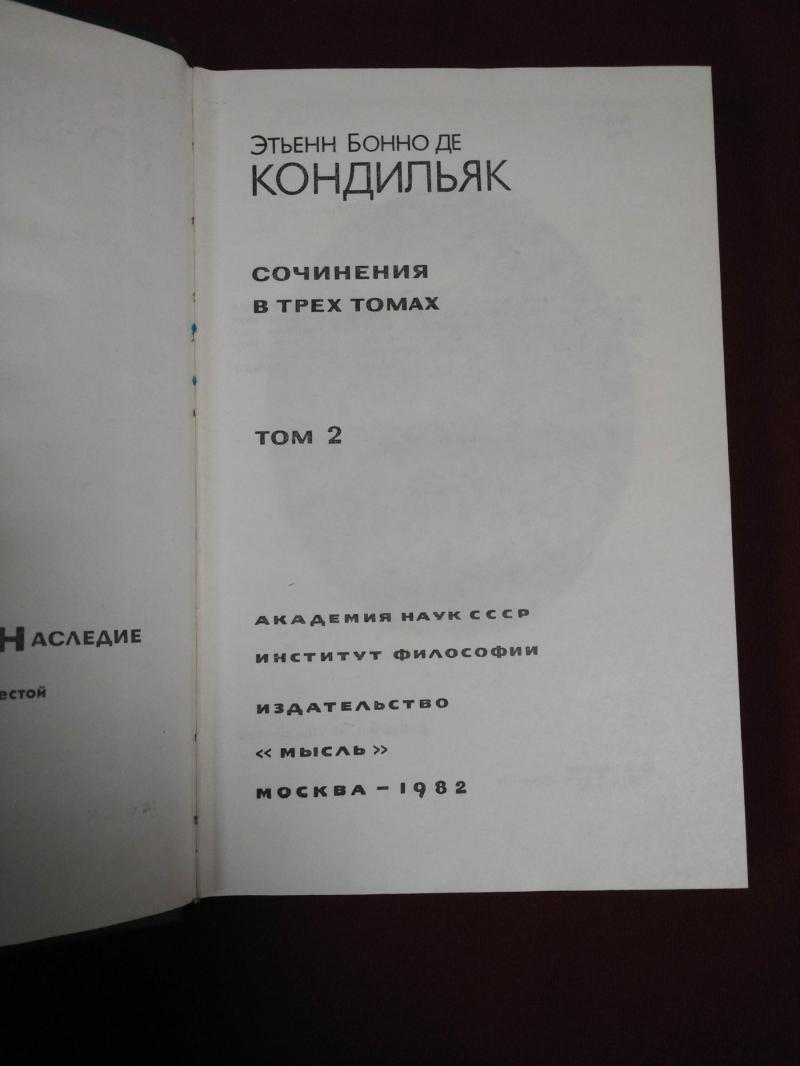 НАСЛЕДИЕ
ЭТЬЕНН БОННО ДЕ
КОНДИЛЬЯК
СОЧИНЕНИЯ
В ТРЕХ ТОМАХ
ТОМ 2
АКАДЕМИЯ НАУК СССР
ИНСТИТУТ ФИЛОСОФИИ
ИЗДАТЕЛЬСТВО
« МЫСЛЬ »
МОСКВА – 1982